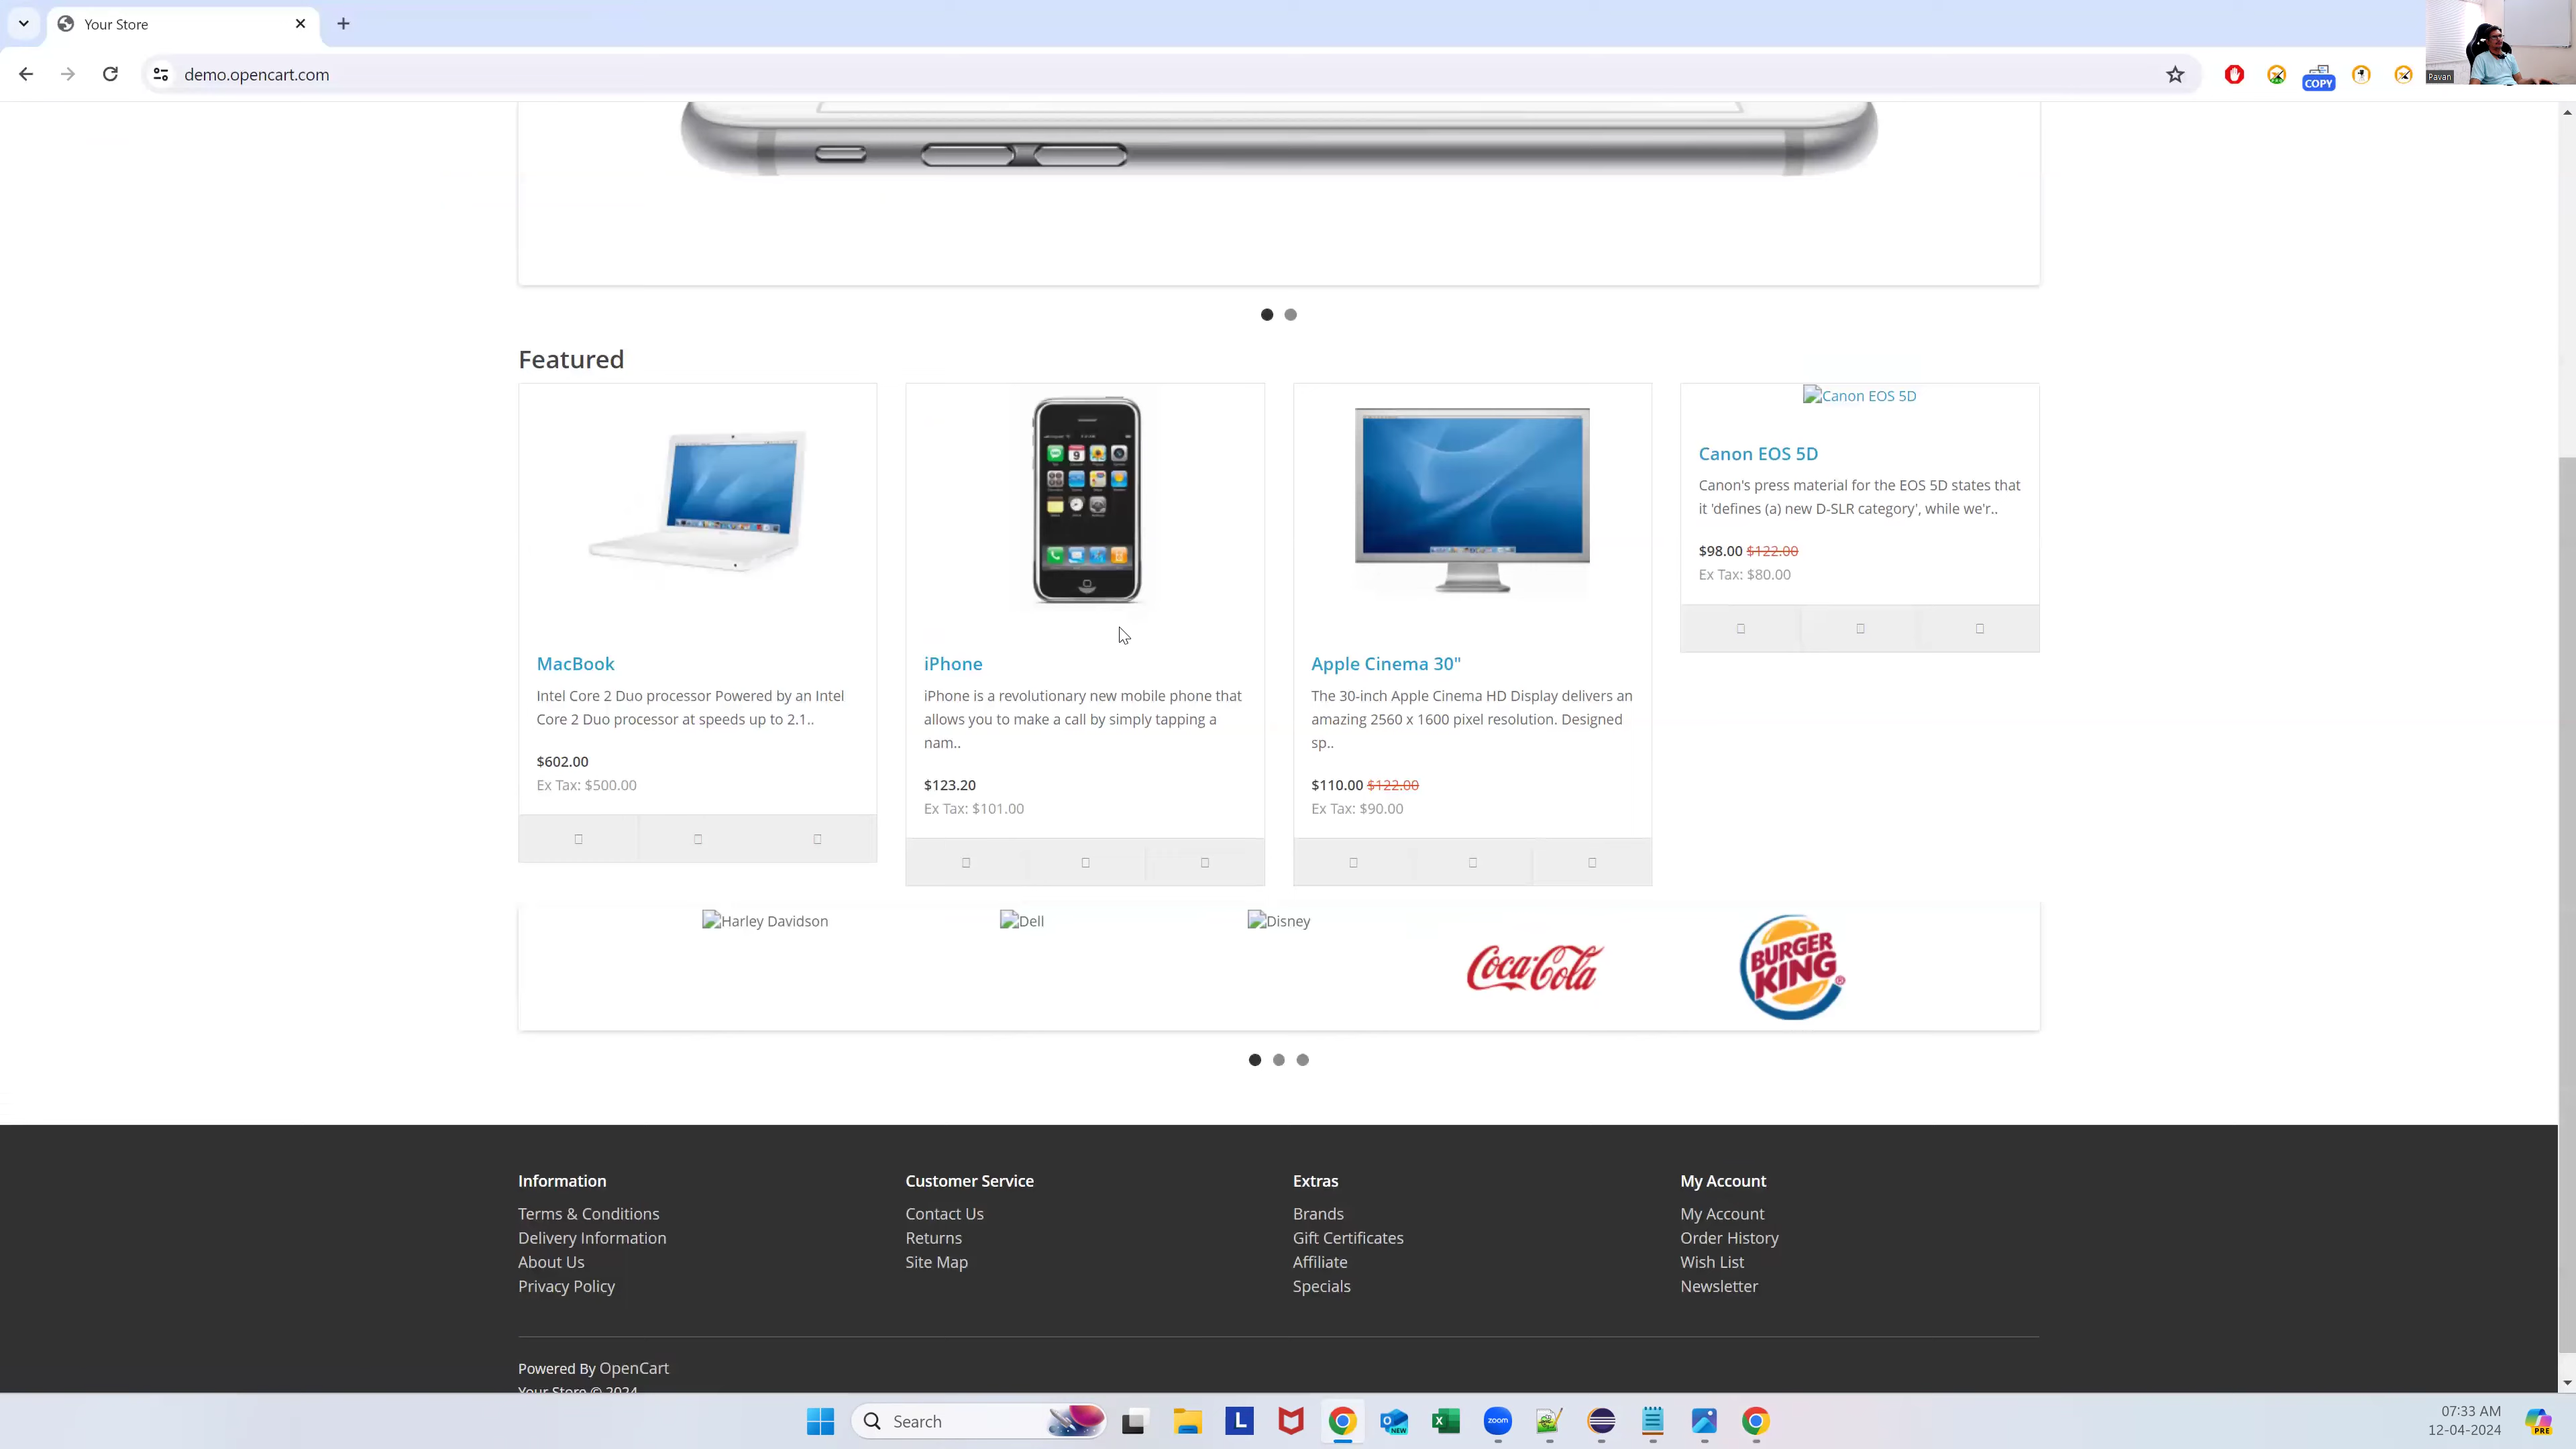 Your Store
demo.opencart.com
COPY
Pavan
Featured
Canon EOS 5D
Canon EOS 5D
Canon's press material for the EOS 5D states that
it 'defines (a) new D-SLR category', while we'r..
$98.00 $122.00
Ex Tax: $80.00
MacBook
Intel Core 2 Duo processor Powered by an Intel
Core 2 Duo processor at speeds up to 2.1..
$602.00
Ex Tax: $500.00
iPhone
iPhone is a revolutionary new mobile phone that
allows you to make a call by simply tapping a
nam..
$123.20
Ex Tax: $101.00
Apple Cinema 30"
The 30-inch Apple Cinema HD Display delivers an
amazing 2560 x 1600 pixel resolution. Designed
sp..
$110.00 $122.00
Ex Tax: $90.00
Harley Davidson
Dell
Disney
Coca-Cola
BURGER
KING
Information
Terms & Conditions
Delivery Information
About Us
Privacy Policy
Customer Service
Contact Us
Returns
Site Map
Extras
Brands
Gift Certificates
Affiliate
Specials
My Account
My Account
Order History
Wish List
Newsletter
Powered By OpenCart
Your Store © 2024
Search
L
NEW
zoom
07:33 AM
12-04-2024
PRE